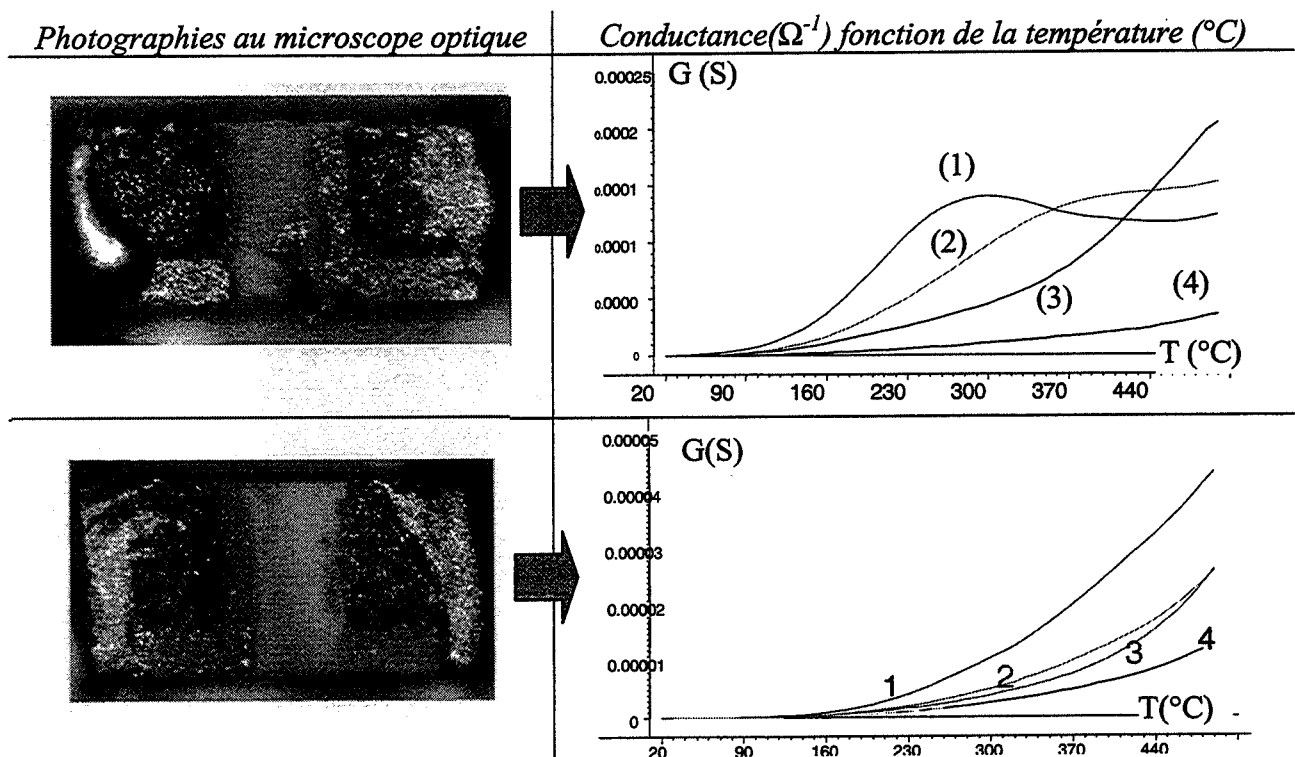 Photographies au microscope optique
Conductance(Ω⁻¹) fonction de la température (°C)
G (S)
0.00025
0.0002
0.0001
0.0001
0.0000
0
(1)
(2)
(3)
(4)
T (°C)
20 90 160 230 300 370 440
G(S)
0.00005
0.00004
0.00003
0.00002
0.00001
0
1
2
3
4
T(°C)
20 90 160 230 300 370 440